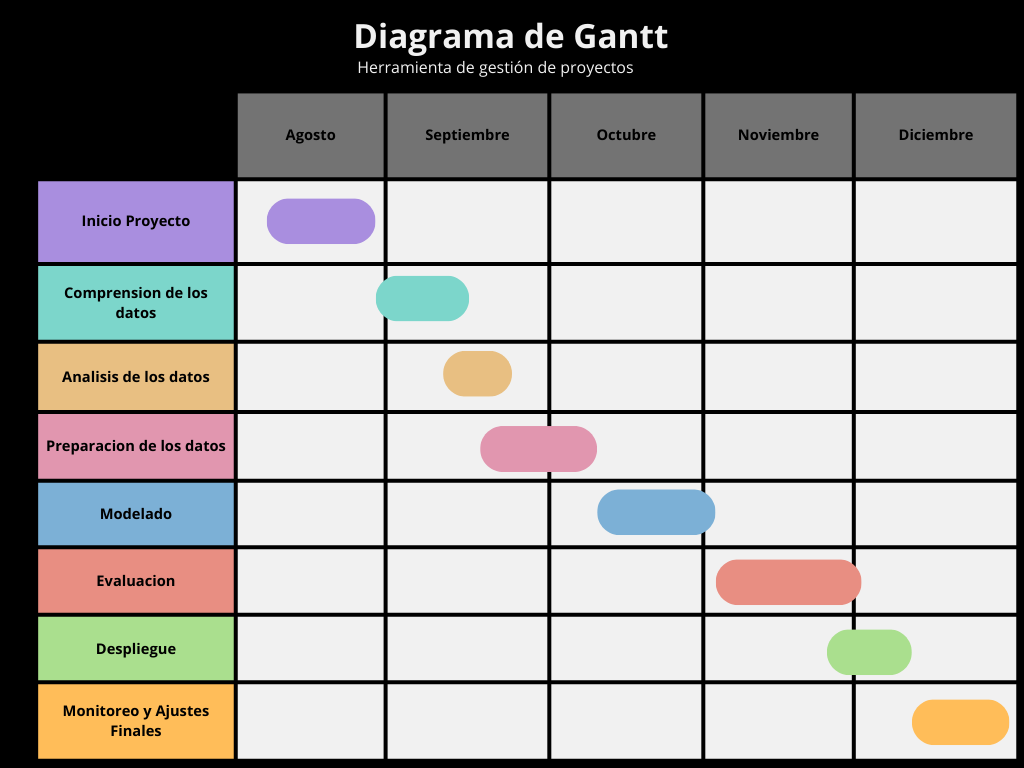 Diagrama de Gantt
Herramienta de gestión de proyectos
Agosto
Septiembre
Octubre
Noviembre
Diciembre
Inicio Proyecto
Comprension de los
datos
Analisis de los datos
Preparacion de los datos
Modelado
Evaluacion
Despliegue
Monitoreo y Ajustes
Finales